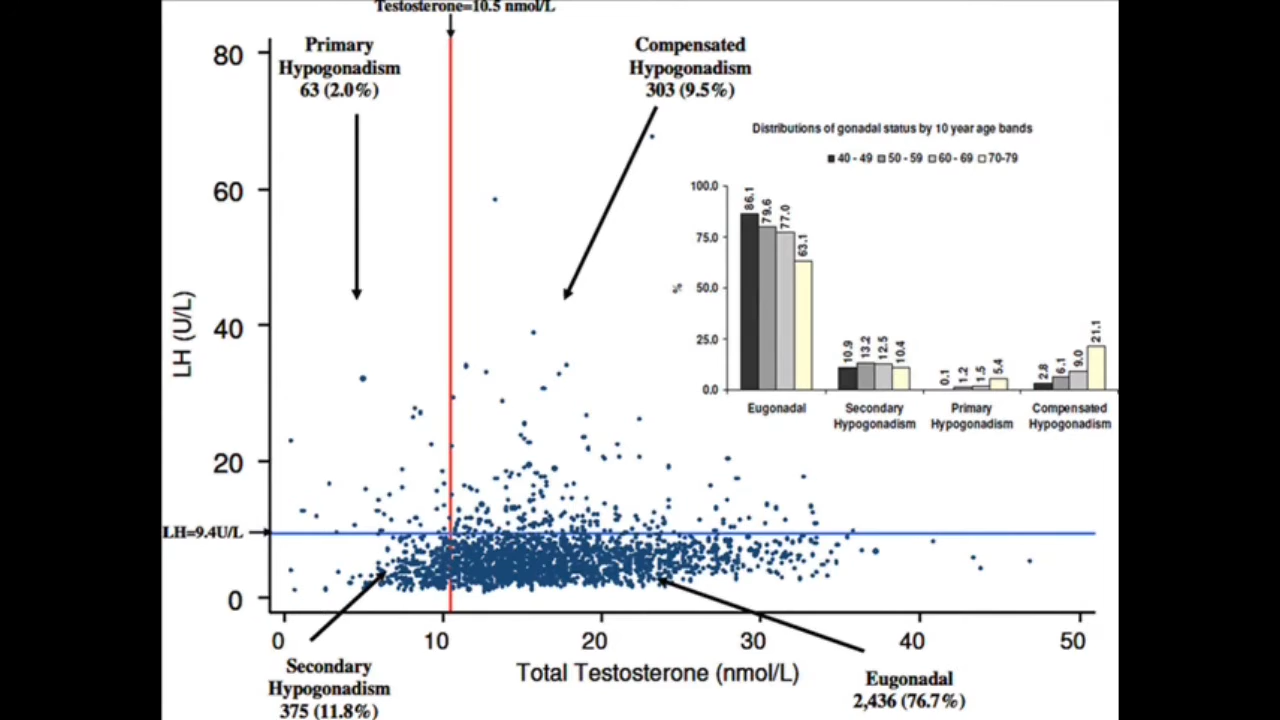 Testosterone=10.5 nmol/L
Primary
Hypogonadism
63 (2.0%)
Compensated
Hypogonadism
303 (9.5%)
Distributions of gonadal status by 10 year age bands
40 - 49 50 - 59 60 - 69 70-79
100.0
75.0
50.0
25.0
0.0
%
86.1
79.6
77.0
63.1
10.9
13.2
12.5
10.4
0.1
1.2
1.5
5.4
2.8
6.1
9.0
21.1
Eugonadal
Secondary
Hypogonadism
Primary
Hypogonadism
Compensated
Hypogonadism
80
60
40
20
0
LH (U/L)
LH=9.4U/L
0 10 20 30 40 50
Total Testosterone (nmol/L)
Secondary
Hypogonadism
375 (11.8%)
Eugonadal
2,436 (76.7%)